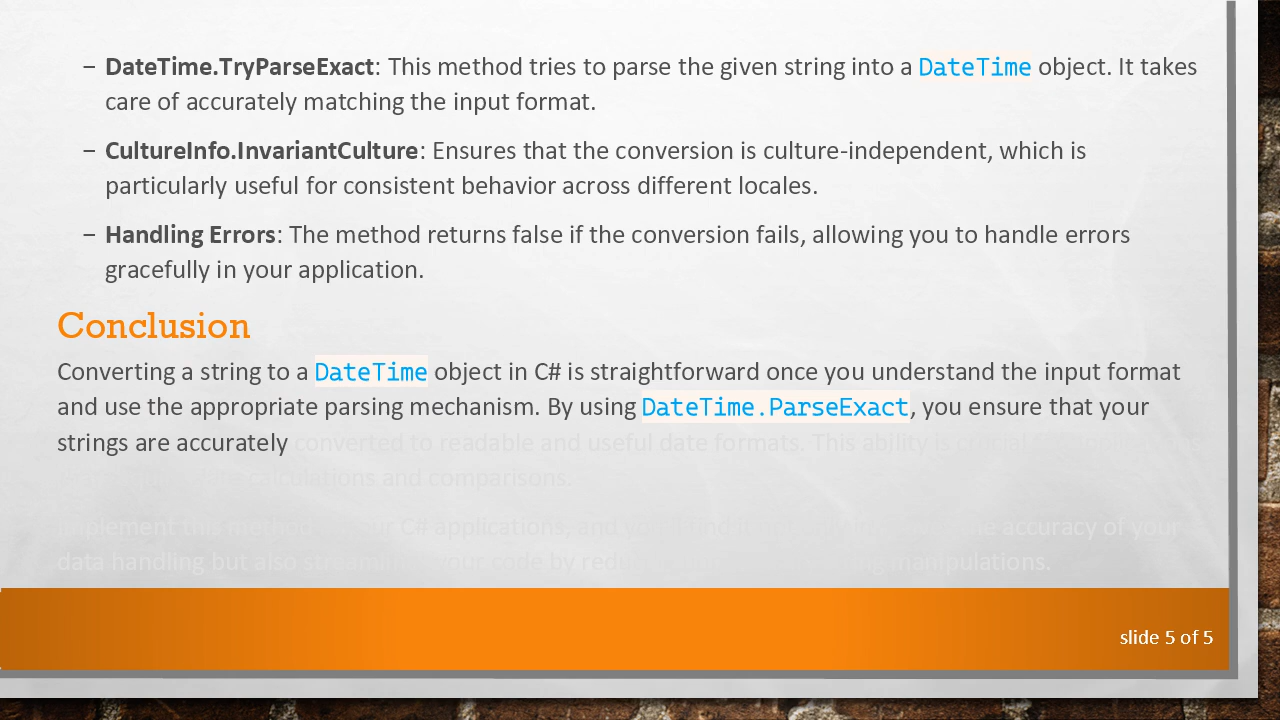 – DateTime.TryParseExact: This method tries to parse the given string into a DateTime object. It takes
care of accurately matching the input format.
– CultureInfo.InvariantCulture: Ensures that the conversion is culture-independent, which is
particularly useful for consistent behavior across different locales.
– Handling Errors: The method returns false if the conversion fails, allowing you to handle errors
gracefully in your application.
Conclusion
Converting a string to a DateTime object in C# is straightforward once you understand the input format
and use the appropriate parsing mechanism. By using DateTime.ParseExact, you ensure that your
strings are accurately converted to readable and useful date formats. This ability is crucial
calculations and comparisons.
Implement this method your C# applications, and accuracy of your
data handling but also your code by manipulations.
slide 5 of 5